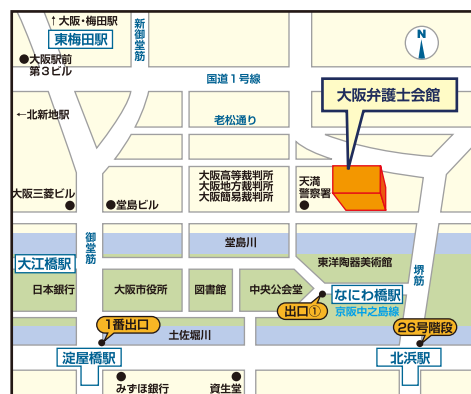 ↑大阪・梅田駅
東梅田駅
新御堂筋
N
大阪駅前
第3ビル
国道1号線
大阪弁護士会館
←北新地駅
老松通り
大阪高等裁判所
大阪地方裁判所
大阪簡易裁判所
天満
警察署
大阪三菱ビル
堂島ビル
御堂筋
堂島川
大江橋駅
東洋陶器美術館
堺筋
日本銀行
大阪市役所
図書館
中央公会堂
なにわ橋駅
出口①
京阪中之島線
1番出口
土佐堀川
26号階段
淀屋橋駅
北浜駅
みずほ銀行
資生堂